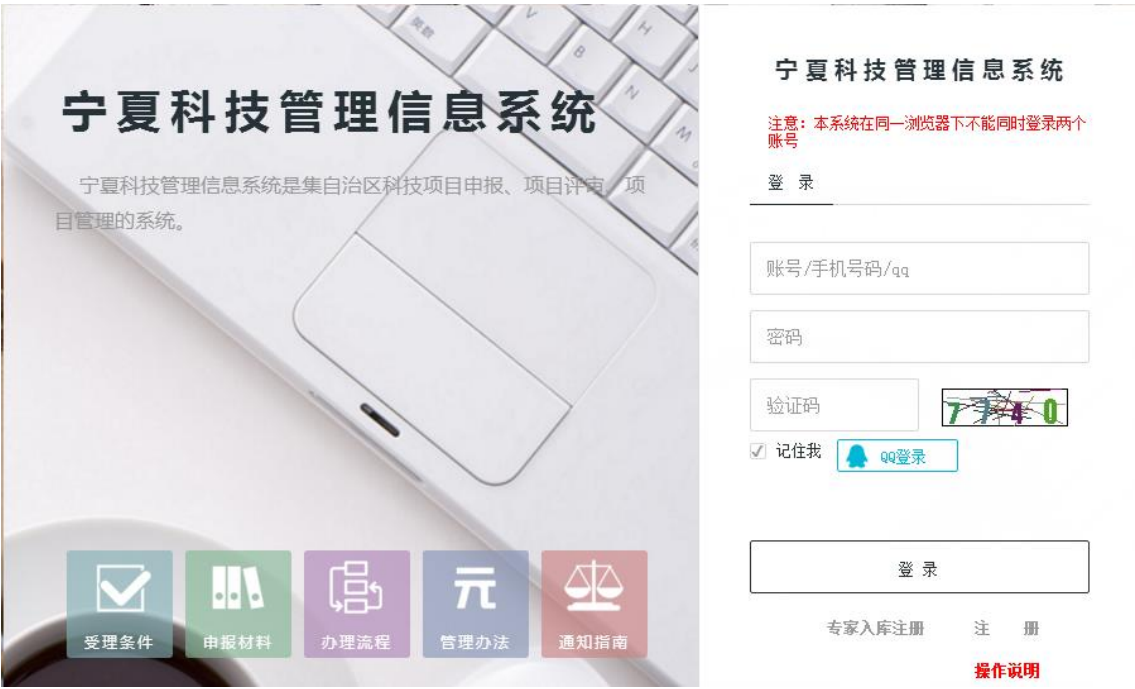 宁夏科技管理信息系统
宁夏科技管理信息系统是集自治区科技项目申报、项目评审、项
目管理的系统。
受理条件
申报材料
办理流程
管理办法
通知指南
宁夏科技管理信息系统
注意：本系统在同一浏览器下不能同时登录两个
账号
登 录
账号/手机号码/qq
密码
验证码
7740
记住我
QQ登录
登 录
专家入库注册 注 册
操作说明